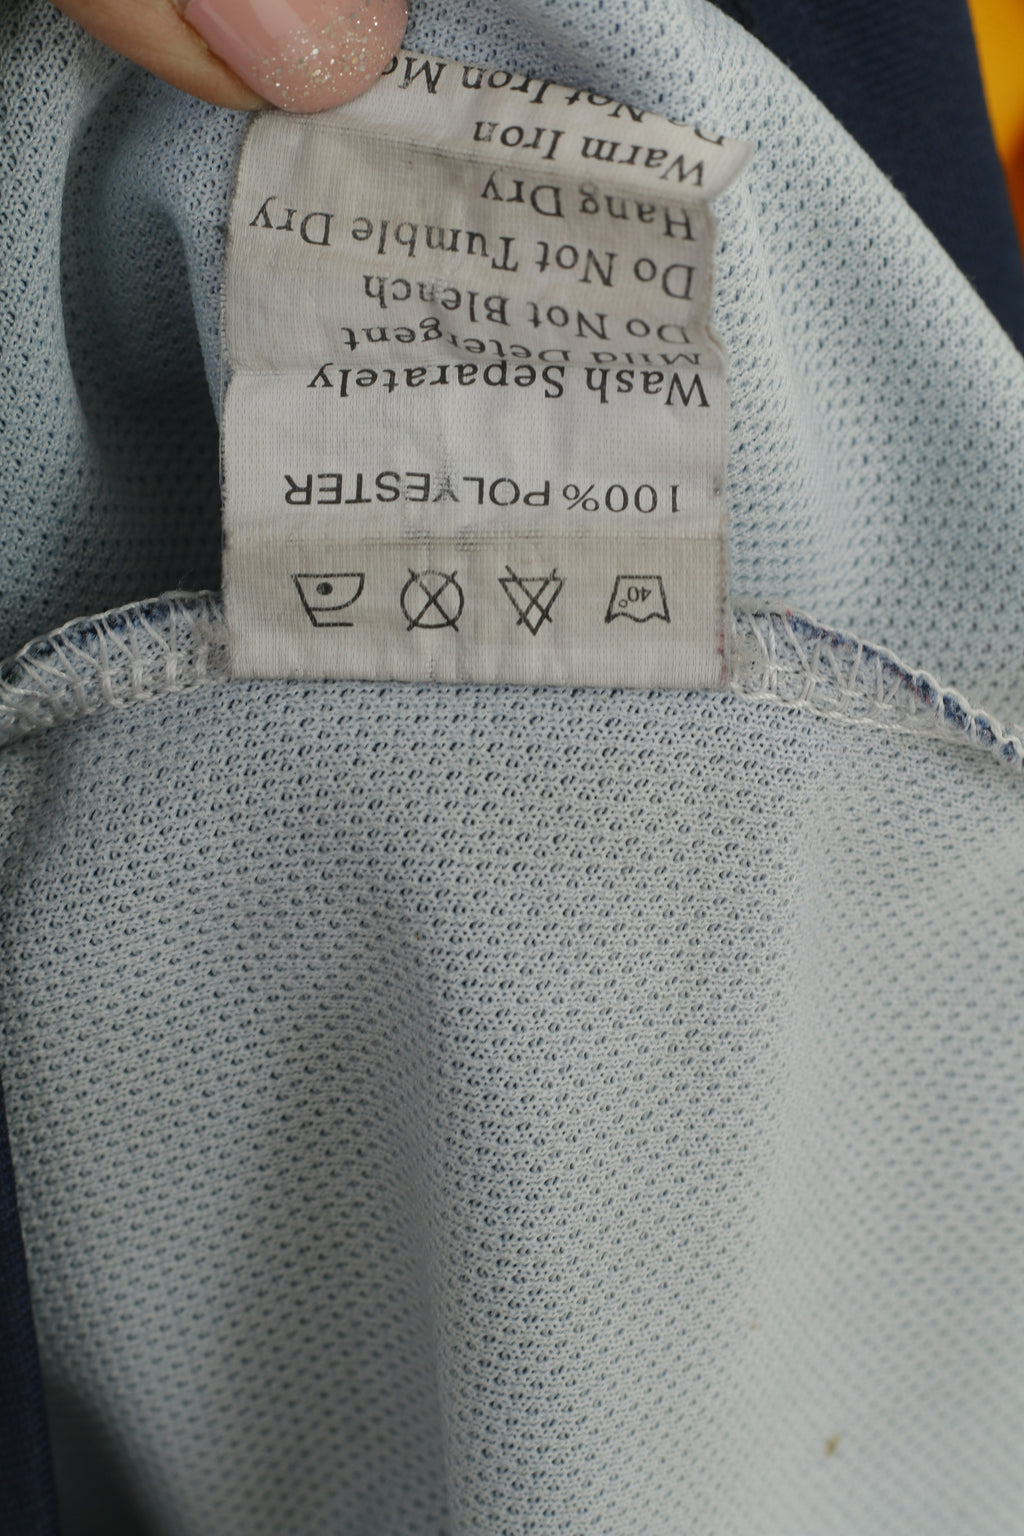 40°
100% POLYESTER
Wash Separately
Mild Detergent
Do Not Bleach
Do Not Tumble Dry
Hang Dry
Warm Iron
Do Not Iron